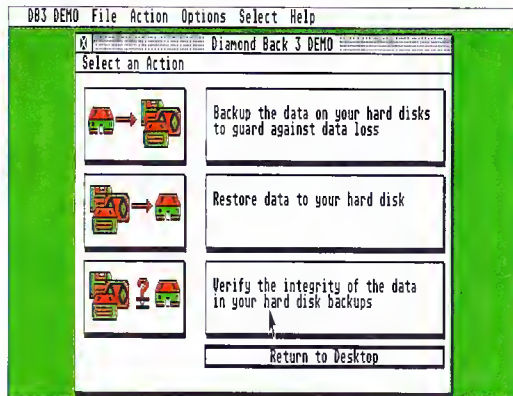 DB3 DEMO File Action Options Select Help
Diamond Back 3 DEMO
Select an Action
Backup the data on your hard disks
to guard against data loss
Restore data to your hard disk
?
Verify the integrity of the data
in your hard disk backups
Return to Desktop